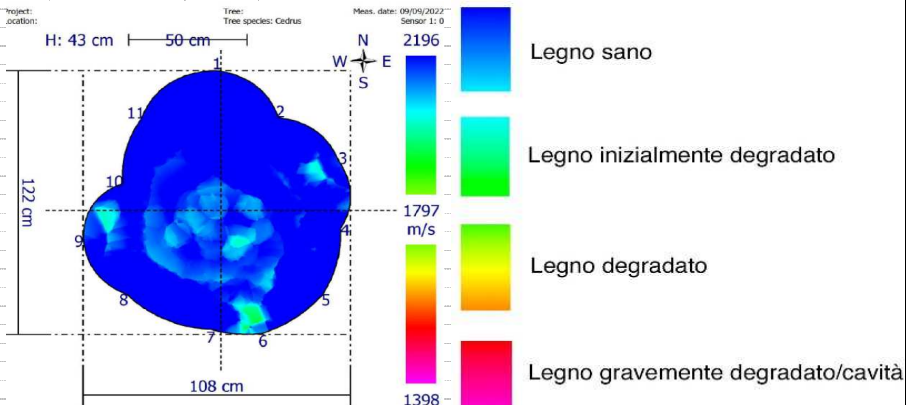 Project: Tree: Meas. date: 09/09/2022
Location: Tree species: Cedrus Sensor 1: 0
H: 43 cm 50 cm N 2196
W E
S
1
11 2
3
10
122 cm 1797
4 m/s
9
8 5
7 6
108 cm
1398
Legno sano
Legno inizialmente degradato
Legno degradato
Legno gravemente degradato/cavità